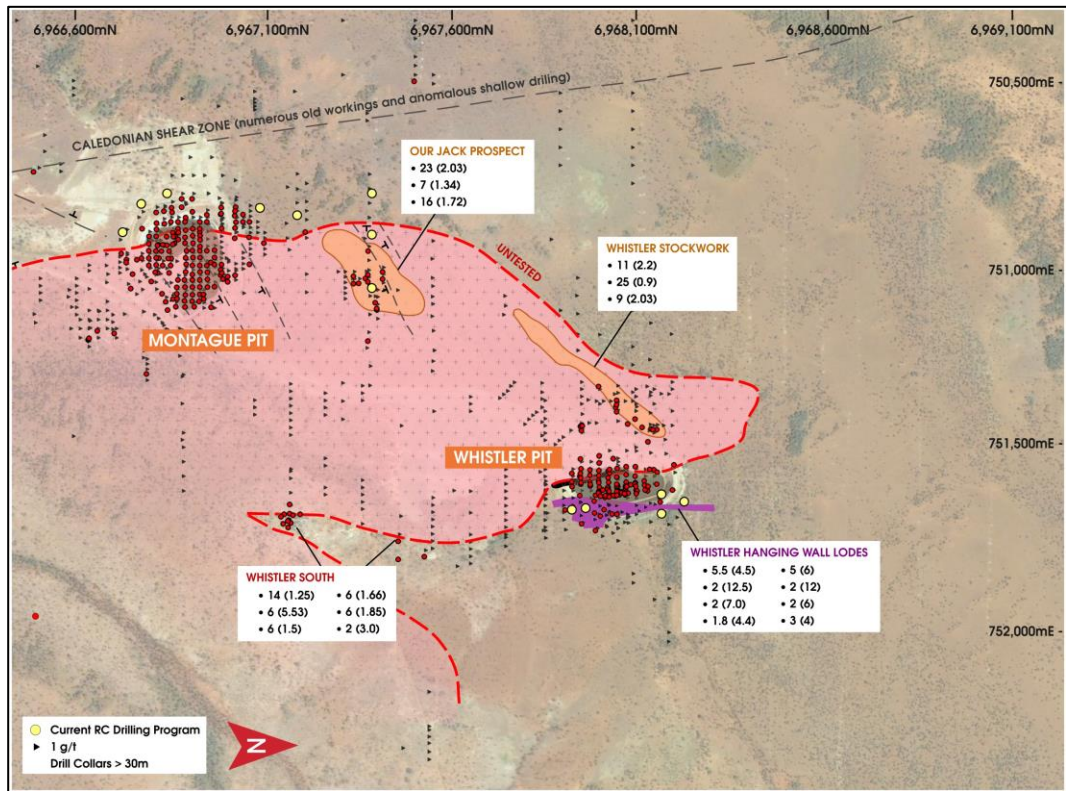 6,966,600mN 6,967,100mN 6,967,600mN 6,968,100mN 6,968,600mN 6,969,100mN
750,500mE
CALEDONIAN SHEAR ZONE (numerous old workings and anomalous shallow driling)
OUR JACK PROSPECT
• 23 (2.03)
• 7 (1.34)
• 16 (1.72)
WHISTLER STOCKWORK
• 11 (2.2)
• 25 (0.9)
• 9 (2.03)
UNTESTED
751,000mE
MONTAGUE PIT
751,500mE
WHISTLER PIT
WHISTLER SOUTH
• 14 (1.25) • 6 (1.66)
• 6 (5.53) • 6 (1.85)
• 6 (1.5) • 2 (3.0)
WHISTLER HANGING WALL LODES
• 5.5 (4.5) • 5 (6)
• 2 (12.5) • 2 (12)
• 2 (7.0) • 2 (6)
• 1.8 (4.4) • 3 (4)
752,000mE
Current RC Drilling Program
1 g/t
Drill Collars > 30m
N